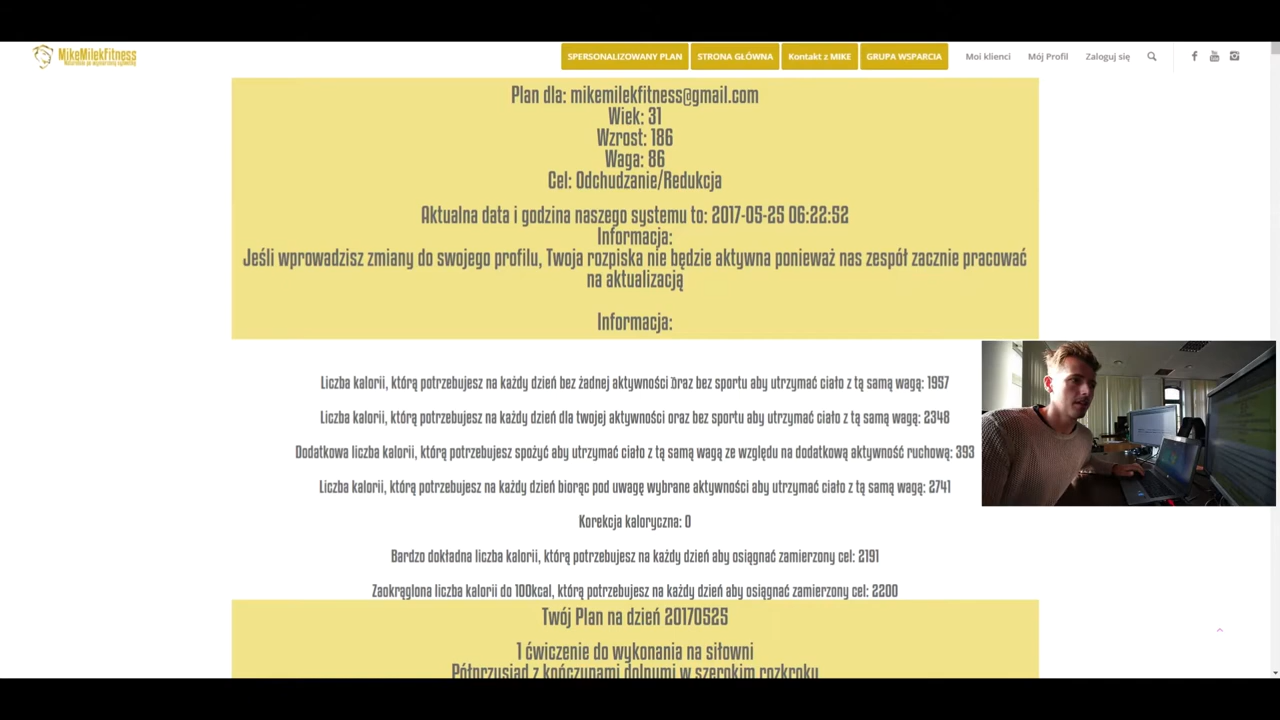 MikeMilekFitness
SPERSONALIZOWANY PLAN
STRONA GŁÓWNA
Kontakt z MIKE
GRUPA WSPARCIA
Moi klienci
Mój Profil
Zaloguj się
Plan dla: mikemilekfitness@gmail.com
Wiek: 31
Wzrost: 186
Waga: 86
Cel: Odchudzanie/Redukcja
Aktualna data i godzina naszego systemu to: 2017-05-25 06:22:52
Informacja:
Jeśli wprowadzisz zmiany do swojego profilu, Twoja rozpiska nie będzie aktywna ponieważ nas zespół zacznie pracować
na aktualizacją
Informacja:
Liczba kalorii, którą potrzebujesz na każdy dzień bez żadnej aktywności oraz bez sportu aby utrzymać ciało z tą samą wagą: 1957
Liczba kalorii, którą potrzebujesz na każdy dzień dla twojej aktywności oraz bez sportu aby utrzymać ciało z tą samą wagą: 2348
Dodatkowa liczba kalorii, którą potrzebujesz spożyć aby utrzymać ciało z tą samą wagą ze względu na dodatkową aktywność ruchową: 393
Liczba kalorii, którą potrzebujesz na każdy dzień biorąc pod uwagę wybrane aktywności aby utrzymać ciało z tą samą wagą: 2741
Korekcja kaloryczna: 0
Bardzo dokładna liczba kalorii, którą potrzebujesz na każdy dzień aby osiągnąć zamierzony cel: 2191
Zaokrąglona liczba kalorii do 100kcal, którą potrzebujesz na każdy dzień aby osiągnąć zamierzony cel: 2200
Twój Plan na dzień 20170525
1 ćwiczenie do wykonania na siłowni
Półprzysiad z kończynami dolnymi w szerokim rozkroku